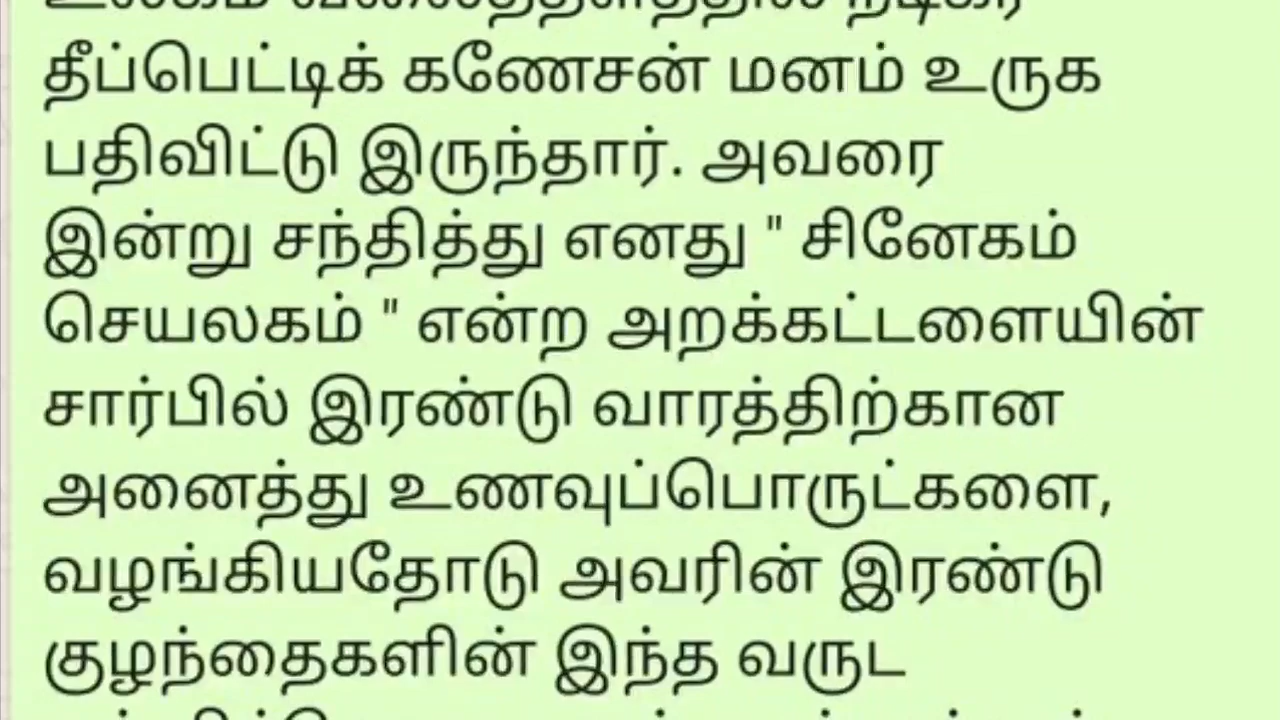 தீப்பெட்டிக் கணேசன் மனம் உருக
பதிவிட்டு இருந்தார். அவரை
இன்று சந்தித்து எனது " சினேகம்
செயலகம் " என்ற அறக்கட்டளையின்
சார்பில் இரண்டு வாரத்திற்கான
அனைத்து உணவுப்பொருட்களை,
வழங்கியதோடு அவரின் இரண்டு
குழந்தைகளின் இந்த வருட